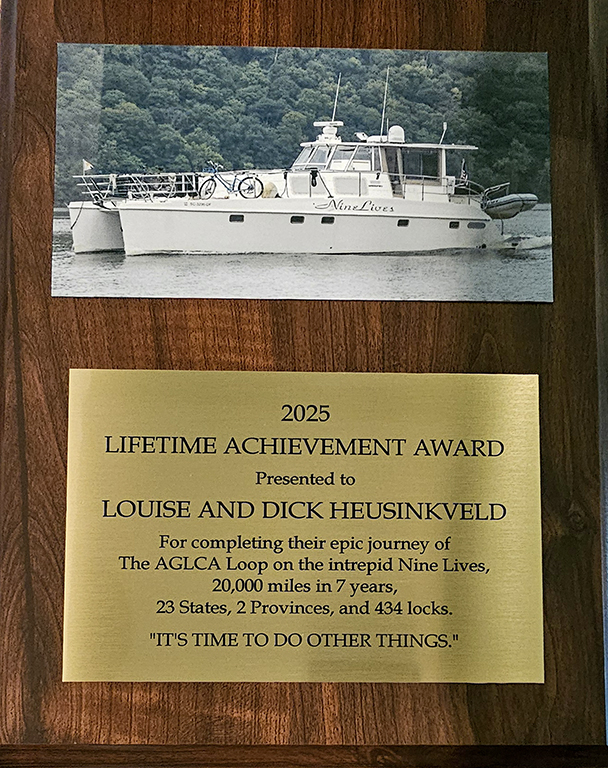 Nine Lives
2025
LIFETIME ACHIEVEMENT AWARD
Presented to
LOUISE AND DICK HEUSINKVELD
For completing their epic journey of
The AGLCA Loop on the intrepid Nine Lives,
20,000 miles in 7 years,
23 States, 2 Provinces, and 434 locks.
"IT'S TIME TO DO OTHER THINGS."